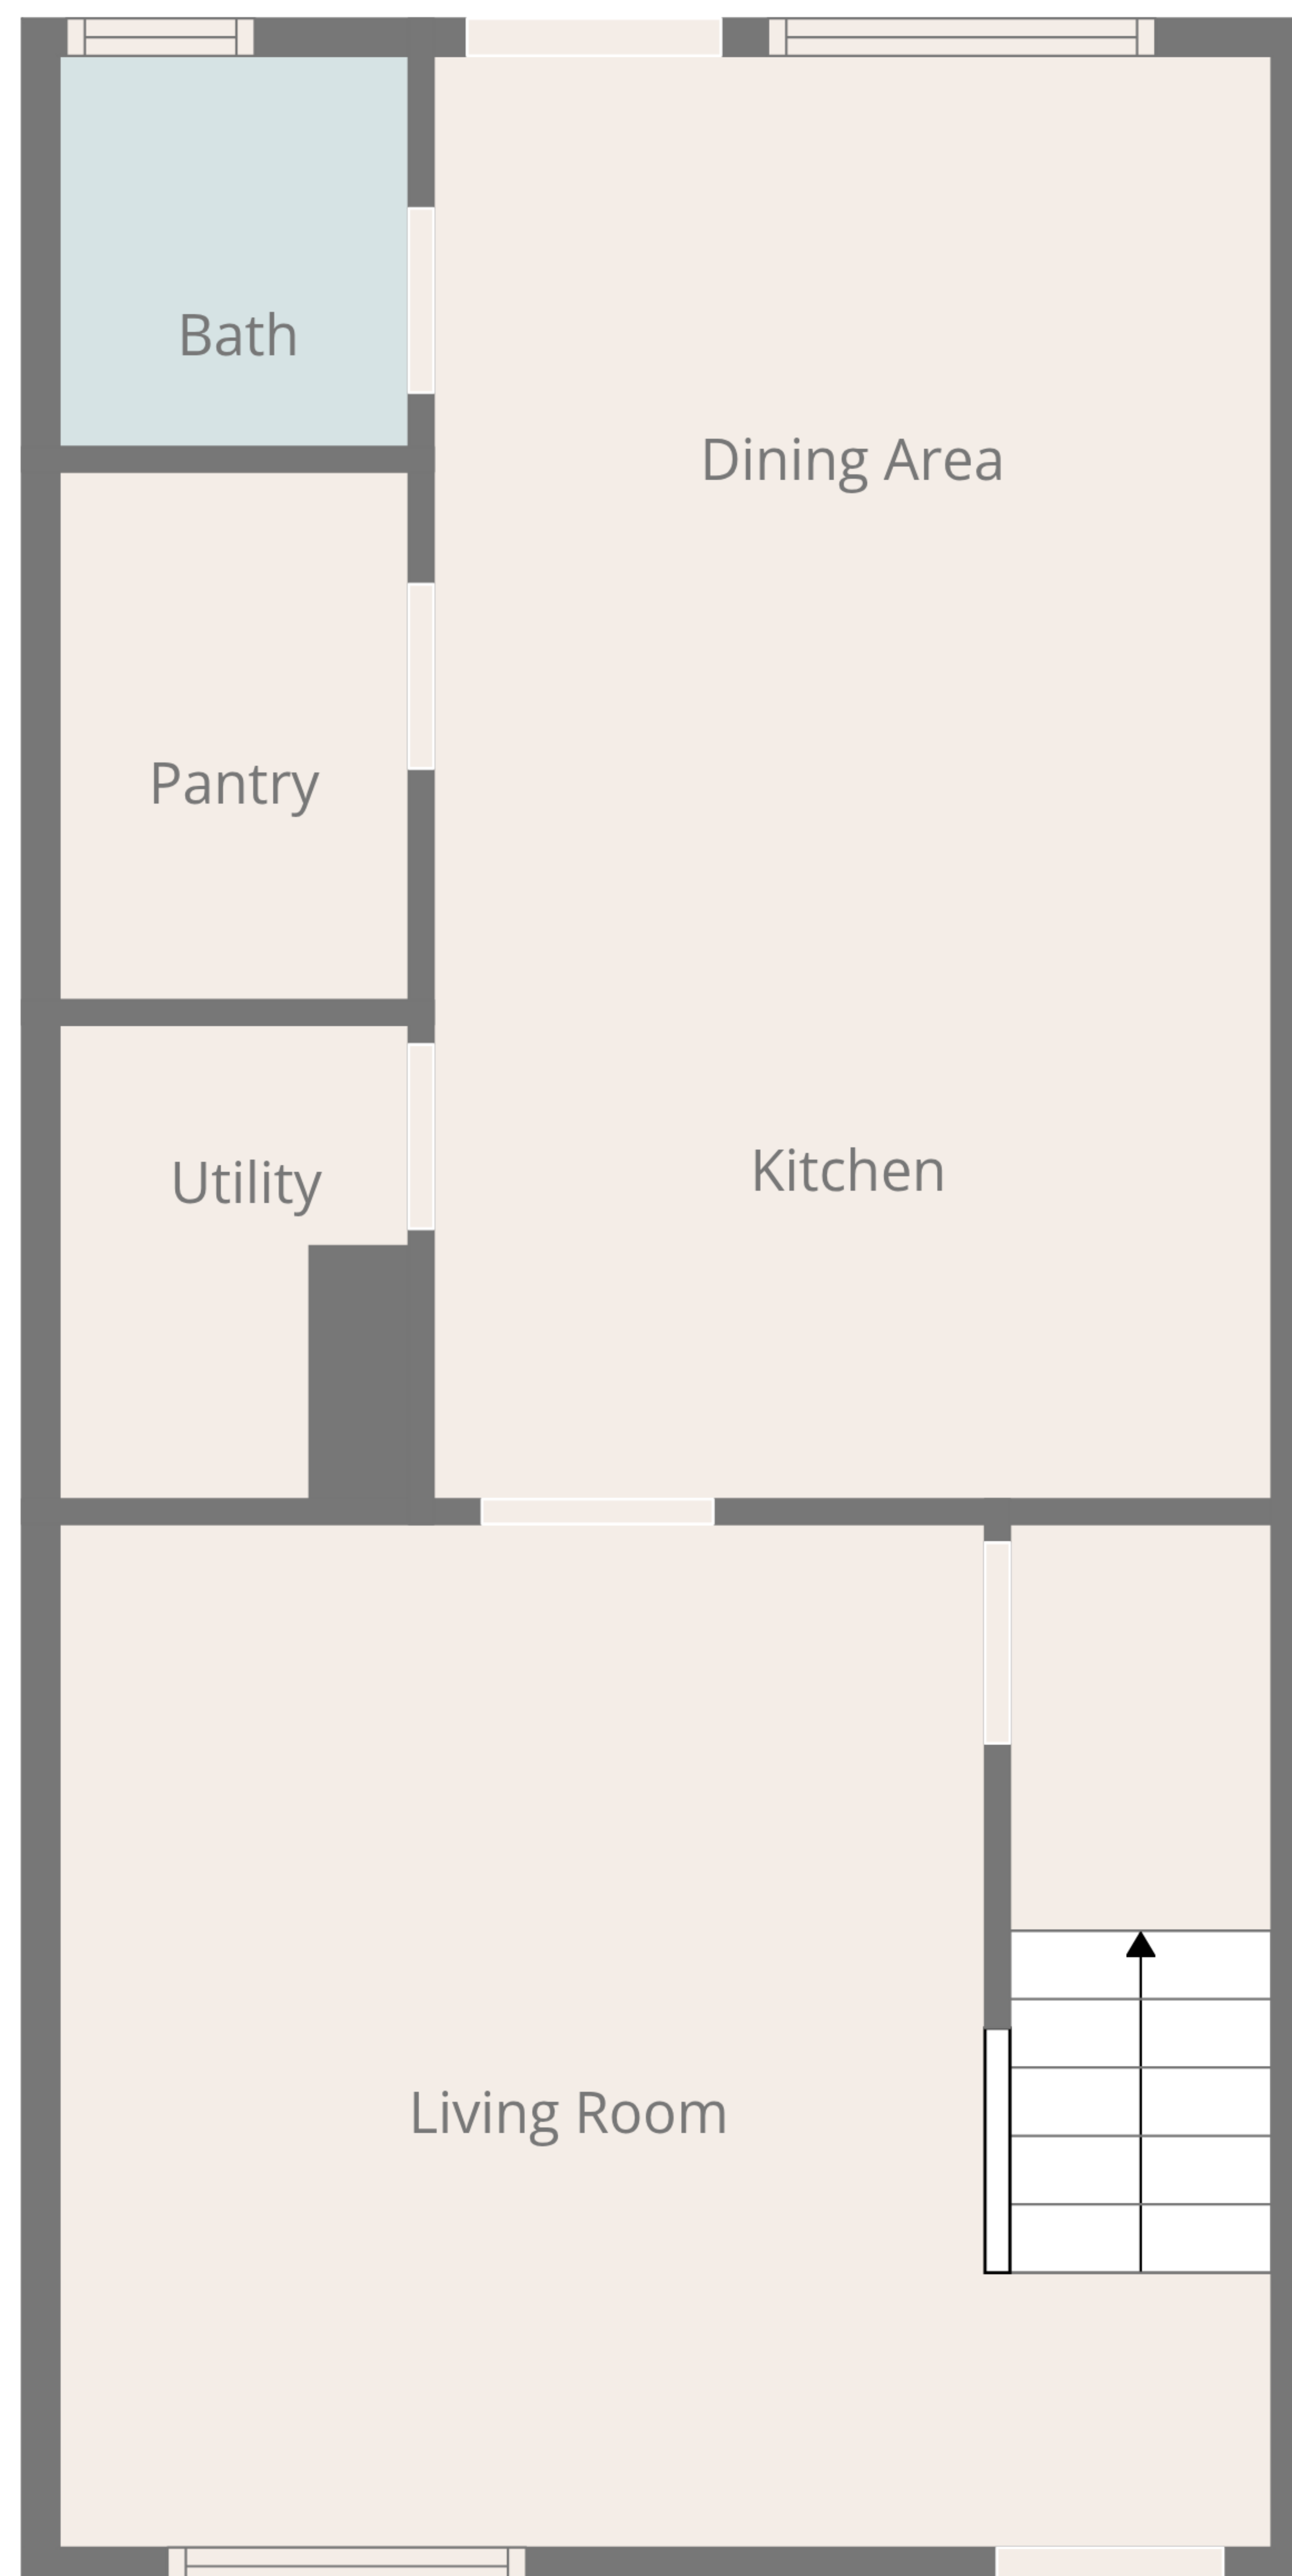 Bath
Dining Area
Pantry
Kitchen
Utility
Living Room